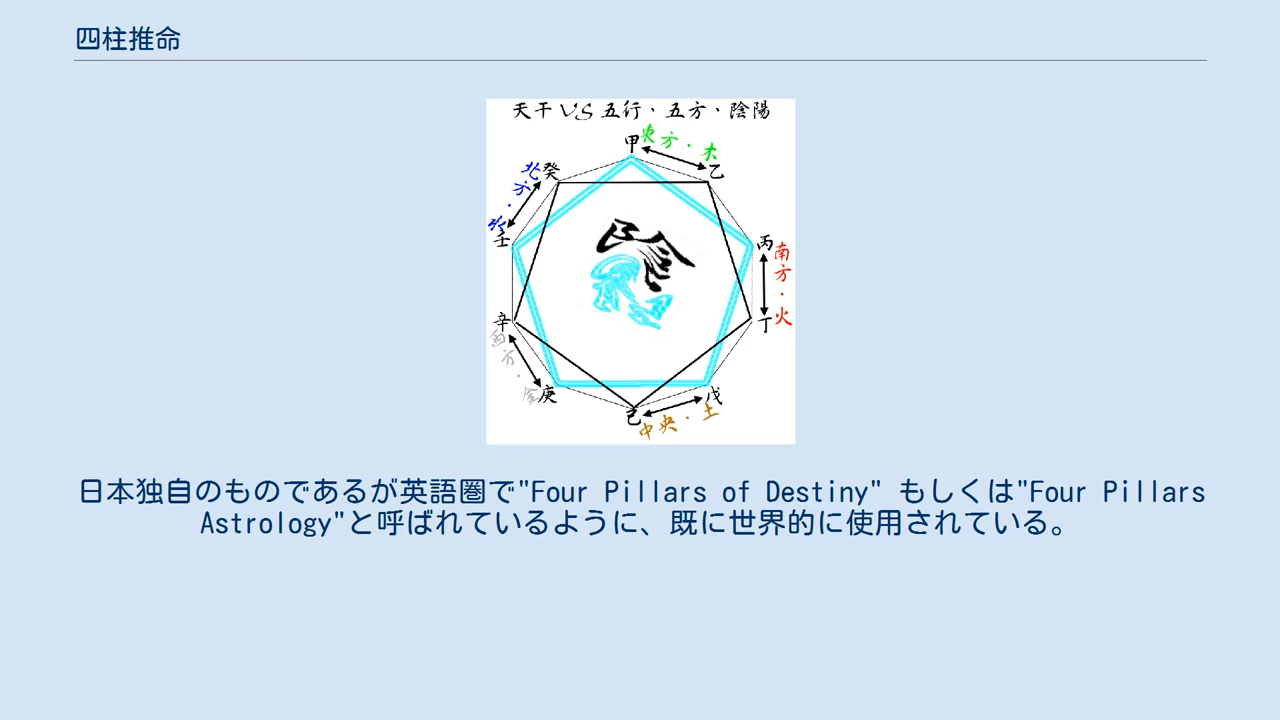 四柱推命
天干 VS 五行・五方・陰陽
甲
東方・木
乙
癸
北方・水
壬
丙
南方・火
丁
陰
陽
辛
西方・金
庚
戊
己
中央・土
日本独自のものであるが英語圏で"Four Pillars of Destiny" もしくは"Four Pillars
Astrology"と呼ばれているように、既に世界的に使用されている。